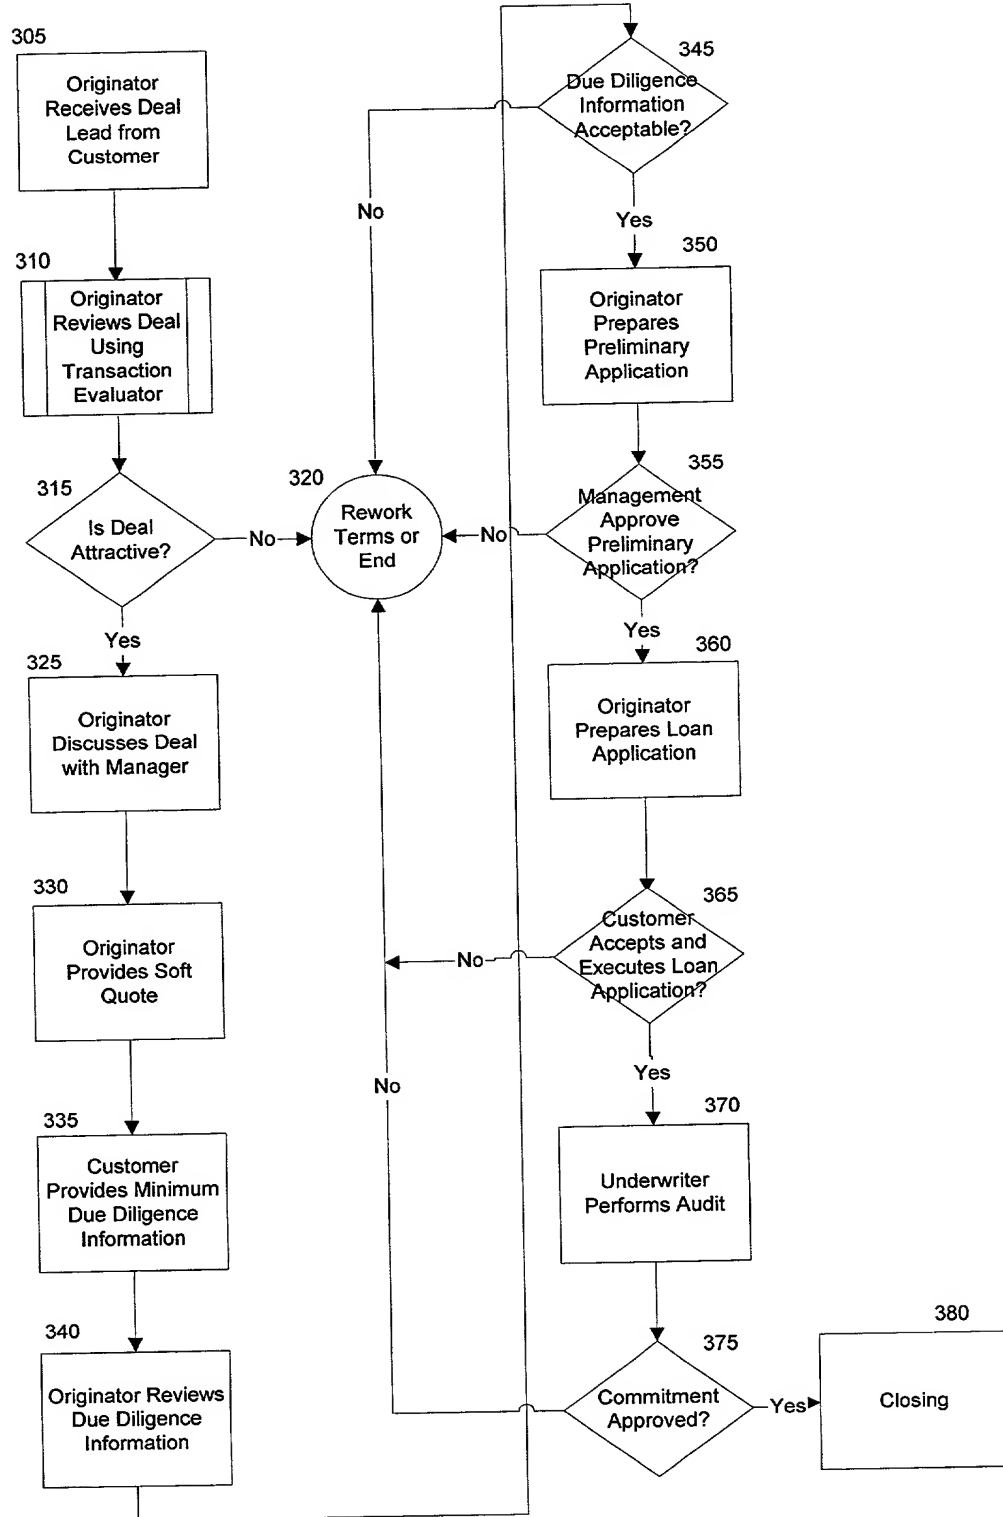 305
Originator
Receives Deal
Lead from
Customer
310
Originator
Reviews Deal
Using
Transaction
Evaluator
315
Is Deal
Attractive?
No
Yes
320
Rework
Terms or
End
325
Originator
Discusses Deal
with Manager
330
Originator
Provides Soft
Quote
335
Customer
Provides Minimum
Due Diligence
Information
340
Originator Reviews
Due Diligence
Information
345
Due Diligence
Information
Acceptable?
No
Yes
350
Originator
Prepares
Preliminary
Application
355
Management
Approve
Preliminary
Application?
No
Yes
360
Originator
Prepares Loan
Application
365
Customer
Accepts and
Executes Loan
Application?
No
Yes
370
Underwriter
Performs Audit
375
Commitment
Approved?
No
Yes
380
Closing